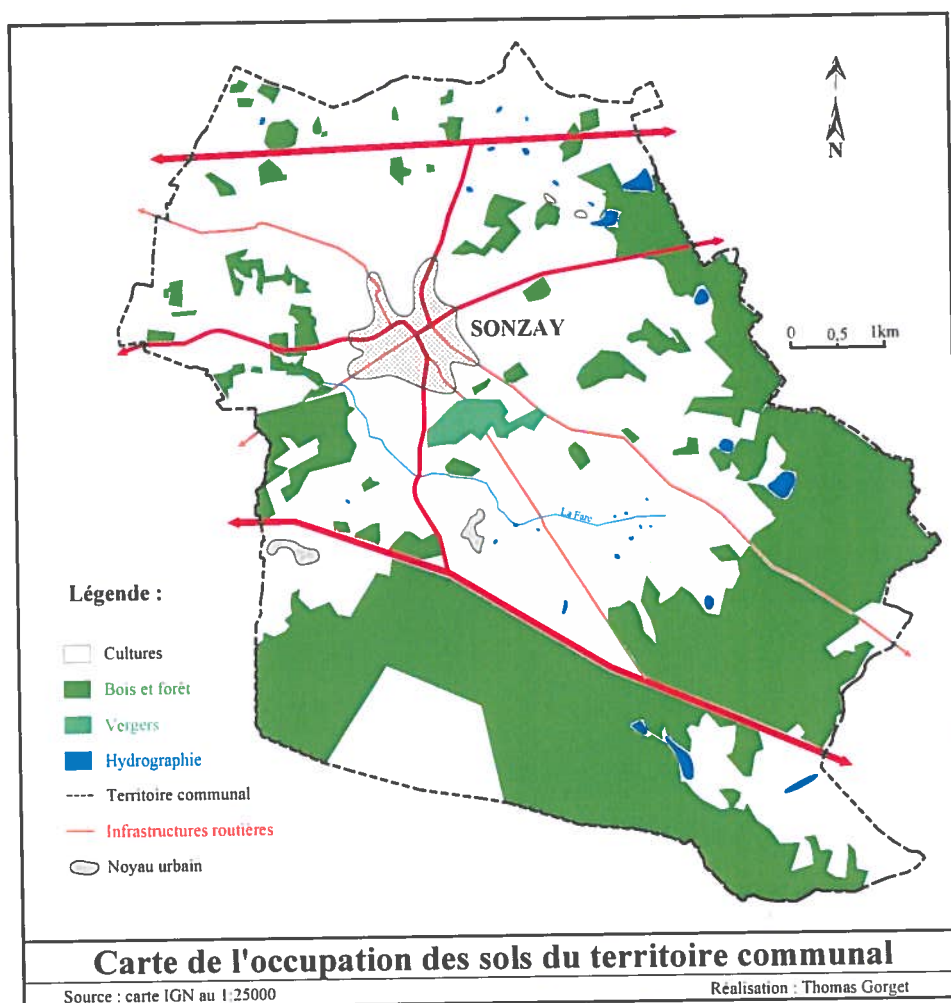 N
SONZAY
0 0,5 1km
La Fare
Légende :
Cultures
Bois et forêt
Vergers
Hydrographie
Territoire communal
Infrastructures routières
Noyau urbain
Carte de l'occupation des sols du territoire communal
Source : carte IGN au 1:25000
Réalisation : Thomas Gorget